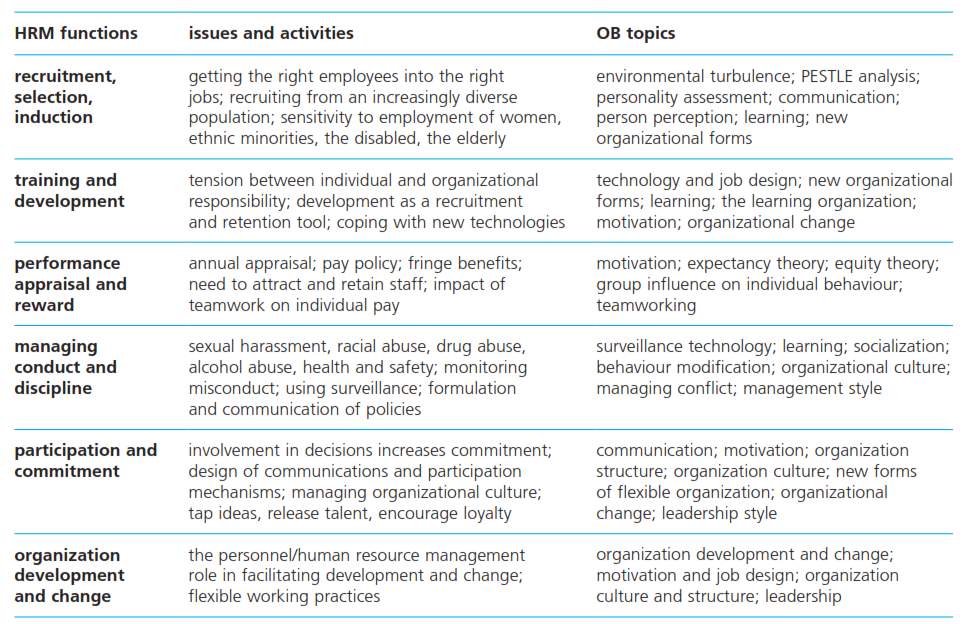 HRM functions issues and activities OB topics
recruitment, selection, induction
getting the right employees into the right
jobs; recruiting from an increasingly diverse
population; sensitivity to employment of women,
ethnic minorities, the disabled, the elderly
environmental turbulence; PESTLE analysis;
personality assessment; communication;
person perception; learning; new
organizational forms
training and
development
tension between individual and organizational
responsibility; development as a recruitment
and retention tool; coping with new technologies
technology and job design; new organizational
forms; learning; the learning organization;
motivation; organizational change
performance
appraisal and
reward
annual appraisal; pay policy; fringe benefits;
need to attract and retain staff; impact of
teamwork on individual pay
motivation; expectancy theory; equity theory;
group influence on individual behaviour;
teamworking
managing
conduct and
discipline
sexual harassment, racial abuse, drug abuse,
alcohol abuse, health and safety; monitoring
misconduct; using surveillance; formulation
and communication of policies
surveillance technology; learning; socialization;
behaviour modification; organizational culture;
managing conflict; management style
participation and
commitment
involvement in decisions increases commitment;
design of communications and participation
mechanisms; managing organizational culture;
tap ideas, release talent, encourage loyalty
communication; motivation; organization
structure; organization culture; new forms
of flexible organization; organizational
change; leadership style
organization
development
and change
the personnel/human resource management
role in facilitating development and change;
flexible working practices
organization development and change;
motivation and job design; organization
culture and structure; leadership